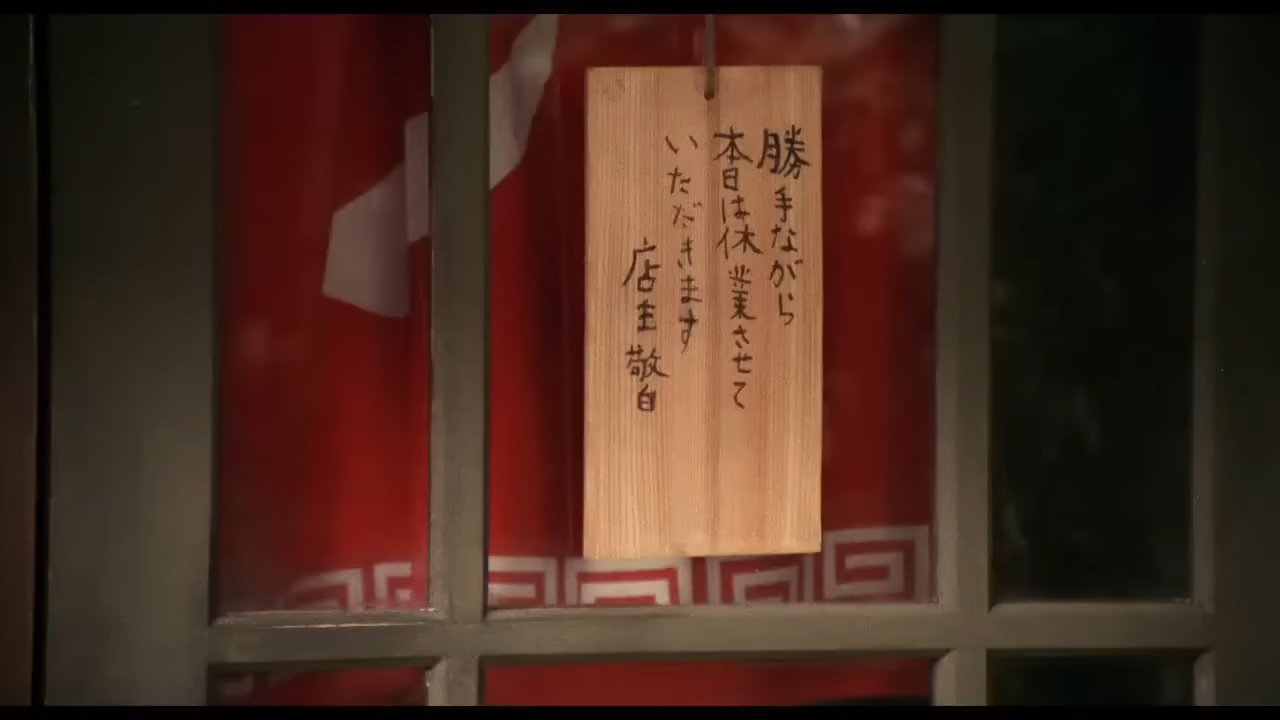 勝手ながら
本日は休業させて
いただきます
店主敬白